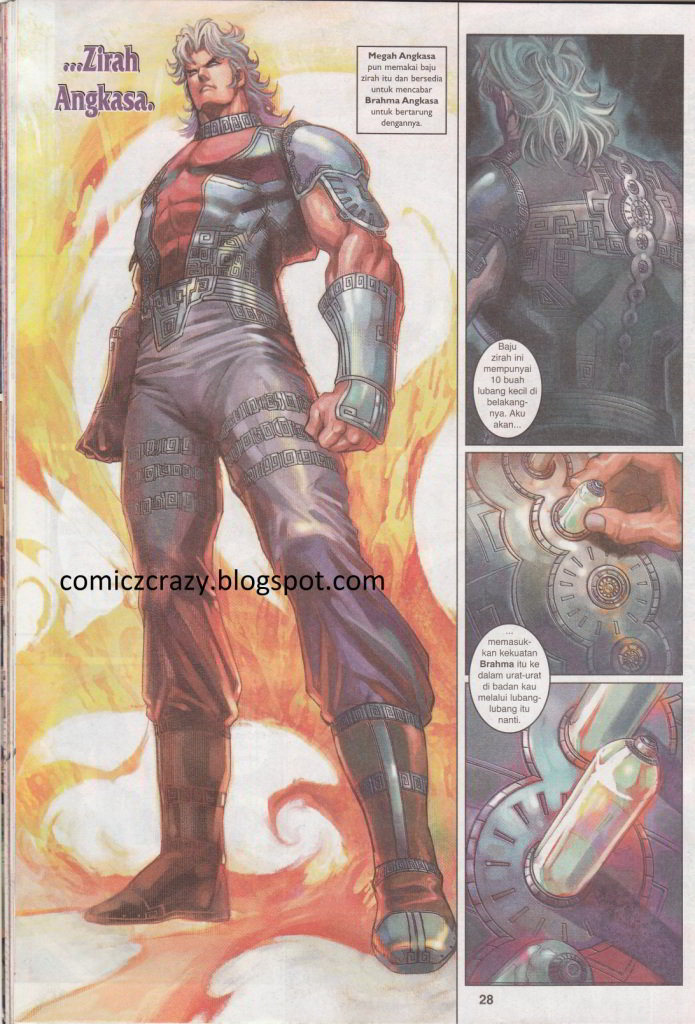 ...Zirah
Angkasa.
Megah Angkasa
pun memakai baju
zirah itu dan bersedia
untuk mencabar
Brahma Angkasa
untuk bertarung
dengannya.
Baju
zirah ini
mempunyai
10 buah
lubang kecil di
belakang-
nya. Aku
akan...
...
memasuk-
kan kekuatan
Brahma itu ke
dalam urat-urat
di badan kau
melalui lubang-
lubang itu
nanti.
comiczcrazy.blogspot.com
28